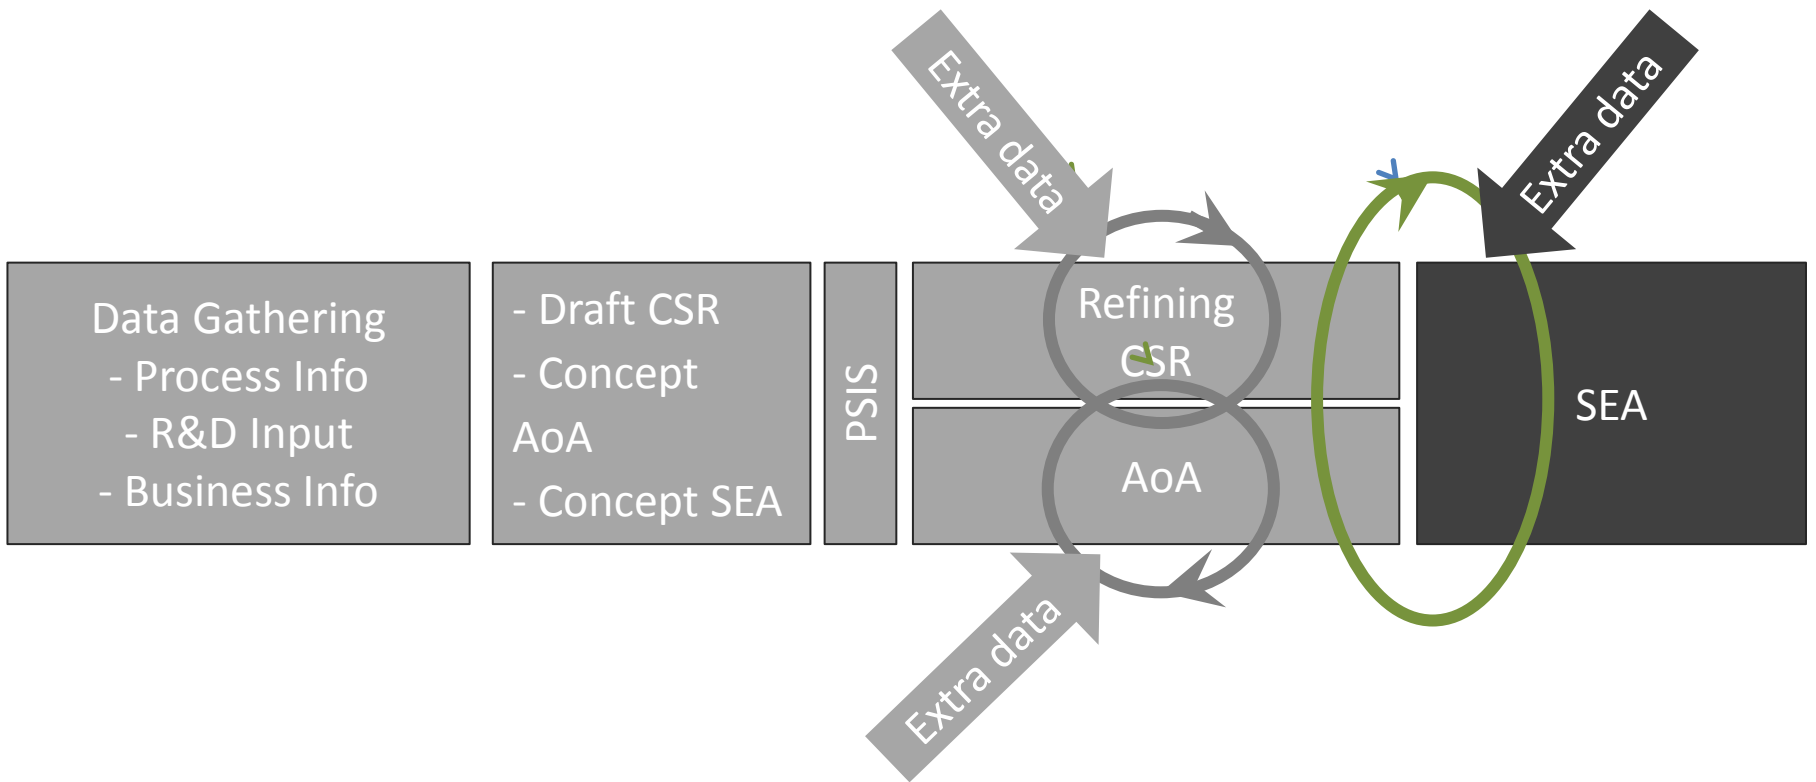 Extra data
Extra data
Data Gathering
- Process Info
- R&D Input
- Business Info
- Draft CSR
- Concept
AoA
- Concept SEA
PSIS
Refining
CSR
AoA
SEA
Extra data